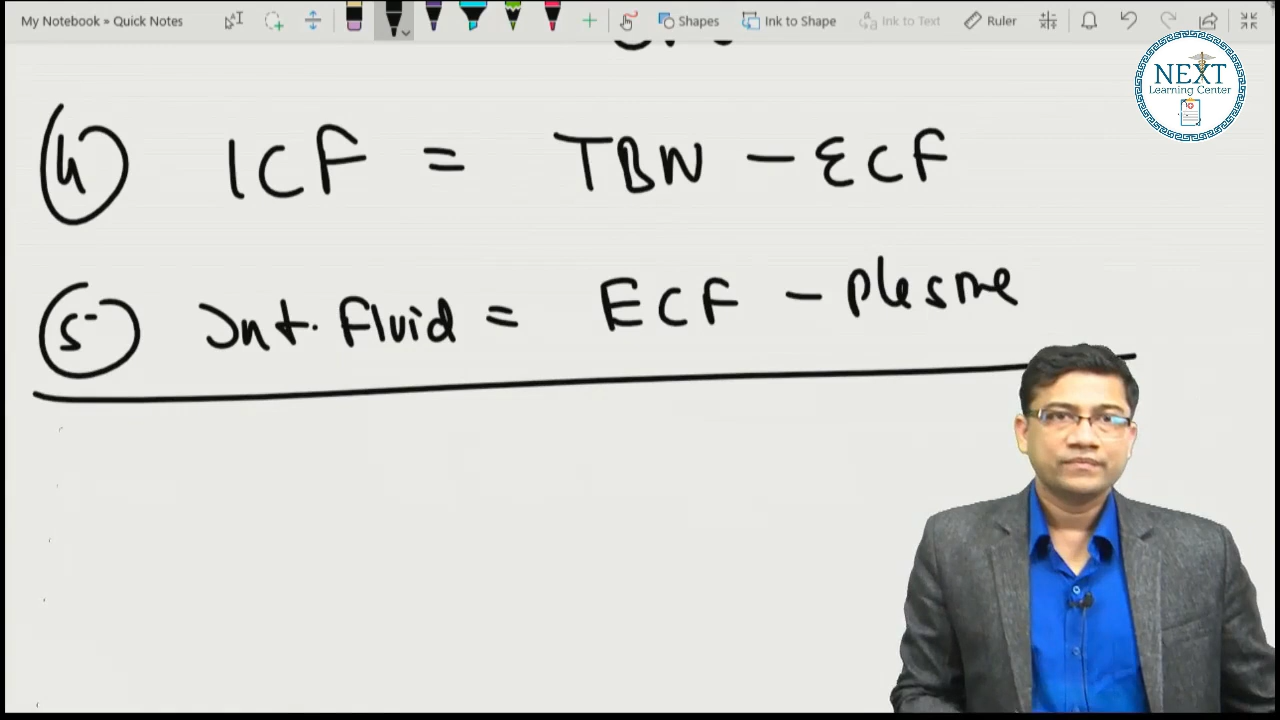 My Notebook » Quick Notes
Shapes
Ink to Shape
Ink to Text
Ruler
NEXT
Learning Center
4 ICF = TBW - ECF
5 Int. fluid = ECF - plasma